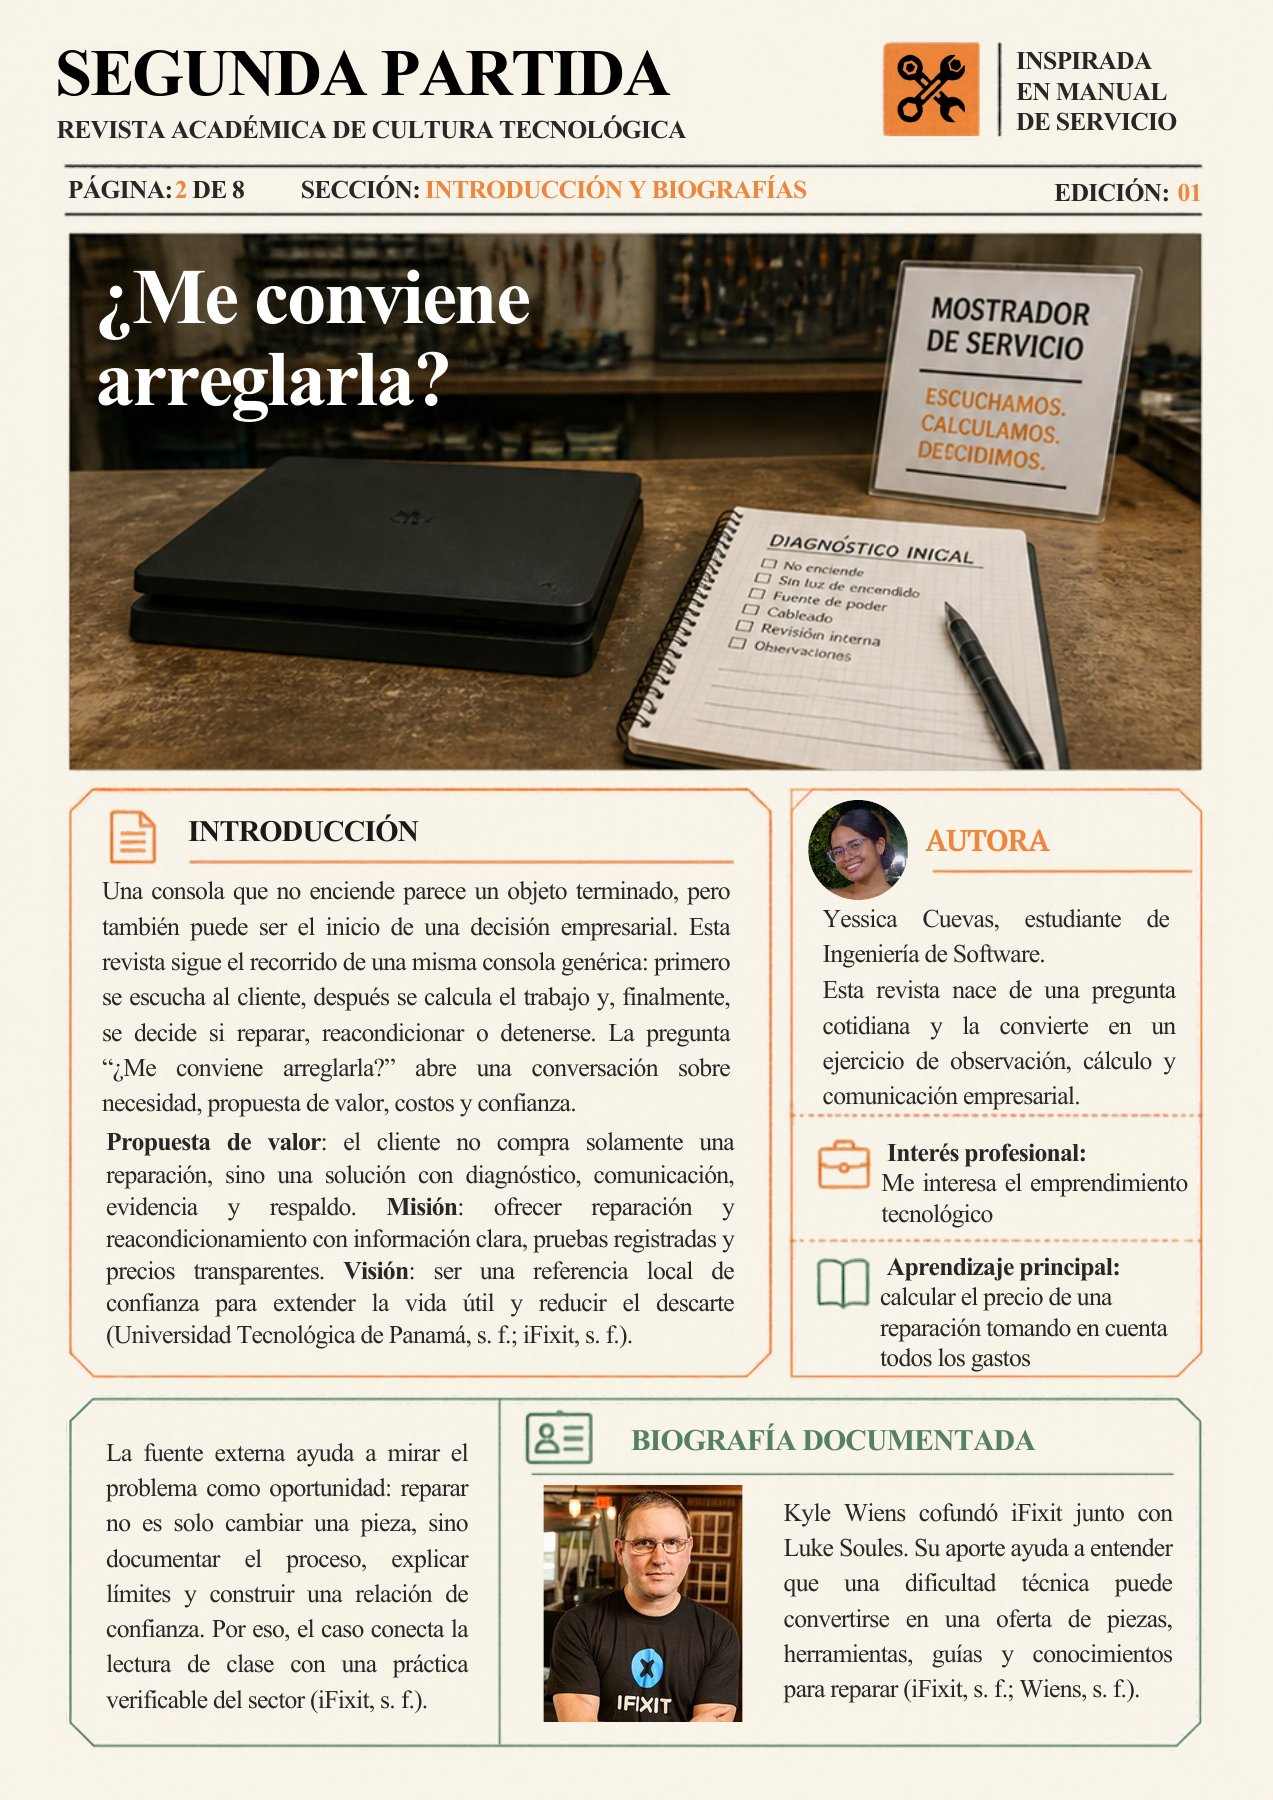 SEGUNDA PARTIDA
REVISTA ACADÉMICA DE CULTURA TECNOLÓGICA
INSPIRADA
EN MANUAL
DE SERVICIO
PÁGINA: 2 DE 8
SECCIÓN: INTRODUCCIÓN Y BIOGRAFÍAS
EDICIÓN: 01
¿Me conviene
arreglarla?
MOSTRADOR
DE SERVICIO
ESCUCHAMOS.
CALCULAMOS.
DECCIDIMOS.
DIAGNÓSTICO INICAL
No enciende
Sin luz de encendido
Fuente de poder
Cableado
Revisión interna
Observaciones
INTRODUCCIÓN
Una consola que no enciende parece un objeto terminado, pero
también puede ser el inicio de una decisión empresarial. Esta
revista sigue el recorrido de una misma consola genérica: primero
se escucha al cliente, después se calcula el trabajo y, finalmente,
se decide si reparar, reacondicionar o detenerse. La pregunta
“¿Me conviene arreglarla?” abre una conversación sobre
necesidad, propuesta de valor, costos y confianza.
Propuesta de valor: el cliente no compra solamente una
reparación, sino una solución con diagnóstico, comunicación,
evidencia y respaldo. Misión: ofrecer reparación y
reacondicionamiento con información clara, pruebas registradas y
precios transparentes. Visión: ser una referencia local de
confianza para extender la vida útil y reducir el descarte
(Universidad Tecnológica de Panamá, s. f.; iFixit, s. f.).
AUTORA
Yessica Cuevas, estudiante de
Ingeniería de Software.
Esta revista nace de una pregunta
cotidiana y la convierte en un
ejercicio de observación, cálculo y
comunicación empresarial.
Interés profesional:
Me interesa el emprendimiento
tecnológico
Aprendizaje principal:
calcular el precio de una
reparación tomando en cuenta
todos los gastos
La fuente externa ayuda a mirar el
problema como oportunidad: reparar
no es solo cambiar una pieza, sino
documentar el proceso, explicar
límites y construir una relación de
confianza. Por eso, el caso conecta la
lectura de clase con una práctica
verificable del sector (iFixit, s. f.).
BIOGRAFÍA DOCUMENTADA
IFIXIT
Kyle Wiens cofundó iFixit junto con
Luke Soules. Su aporte ayuda a entender
que una dificultad técnica puede
convertirse en una oferta de piezas,
herramientas, guías y conocimientos
para reparar (iFixit, s. f.; Wiens, s. f.).